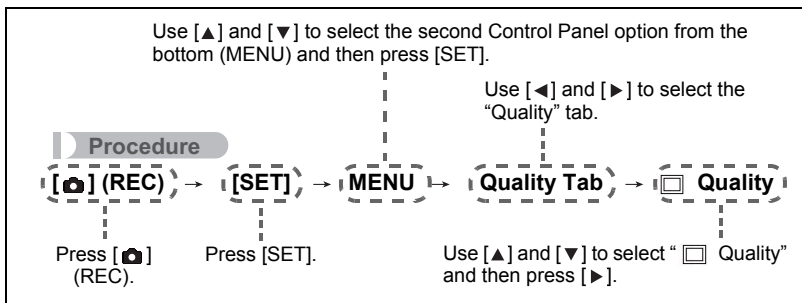 Use [▲] and [▼] to select the second Control Panel option from the
bottom (MENU) and then press [SET].
Use [◀] and [▶] to select the
“Quality” tab.
Procedure
[📷] (REC) → [SET] → MENU → Quality Tab → Quality
Press [📷]
(REC).
Press [SET].
Use [▲] and [▼] to select “ Quality”
and then press [▶].